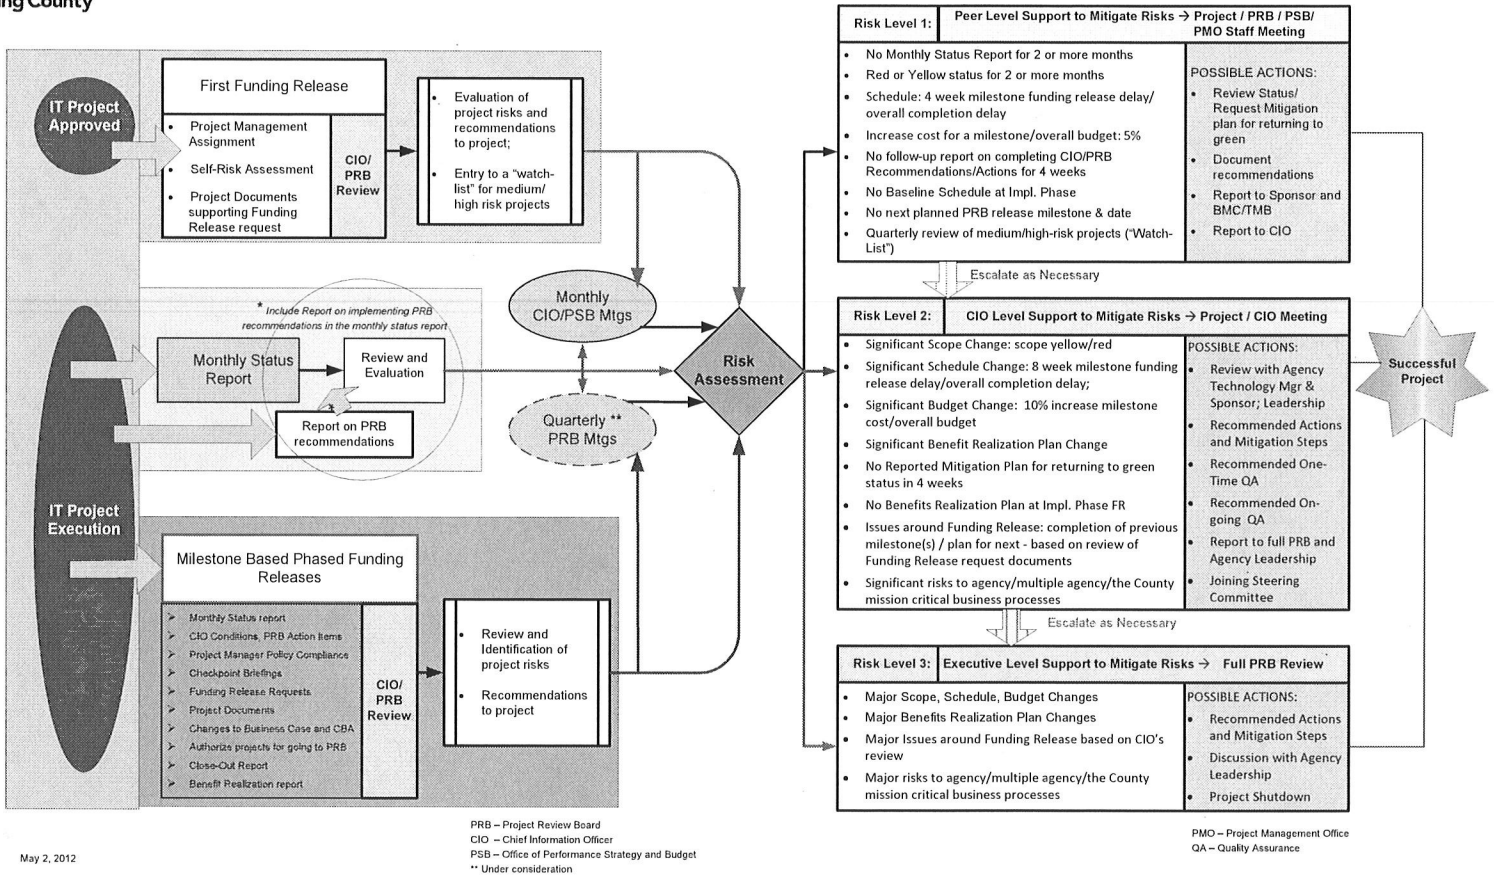 ng County
IT Project
Approved
First Funding Release
• Project Management
Assignment
• Self-Risk Assessment
• Project Documents
supporting Funding
Release request
CIO/
PRB
Review
• Evaluation of
project risks and
recommendations
to project;
• Entry to a "watch-
list" for medium/
high risk projects
* Include Report on implementing PRB
recommendations in the monthly status report
Monthly Status
Report
Review and
Evaluation
*
Report on PRB
recommendations
IT Project
Execution
Milestone Based Phased Funding
Releases
➢ Monthly Status report
➢ CIO Conditions, PRB Action Items
➢ Project Manager Policy Compliance
➢ Checkpoint Briefings
➢ Funding Release Requests
➢ Project Documents
➢ Changes to Business Case and CBA
➢ Authorize projects for going to PRB
➢ Close-Out Report
➢ Benefit Realization report
CIO/
PRB
Review
• Review and
Identification of
project risks
• Recommendations
to project
Monthly
CIO/PSB Mtgs
Quarterly **
PRB Mtgs
Risk
Assessment
Risk Level 1:
Peer Level Support to Mitigate Risks → Project / PRB / PSB/
PMO Staff Meeting
• No Monthly Status Report for 2 or more months
• Red or Yellow status for 2 or more months
• Schedule: 4 week milestone funding release delay/
overall completion delay
• Increase cost for a milestone/overall budget: 5%
• No follow-up report on completing CIO/PRB
Recommendations/Actions for 4 weeks
• No Baseline Schedule at Impl. Phase
• No next planned PRB release milestone & date
• Quarterly review of medium/high-risk projects ("Watch-
List")
POSSIBLE ACTIONS:
• Review Status/
Request Mitigation
plan for returning to
green
• Document
recommendations
• Report to Sponsor and
BMC/TMB
• Report to CIO
Escalate as Necessary
Risk Level 2:
CIO Level Support to Mitigate Risks → Project / CIO Meeting
• Significant Scope Change: scope yellow/red
• Significant Schedule Change: 8 week milestone funding
release delay/overall completion delay;
• Significant Budget Change: 10% increase milestone
cost/overall budget
• Significant Benefit Realization Plan Change
• No Reported Mitigation Plan for returning to green
status in 4 weeks
• No Benefits Realization Plan at Impl. Phase FR
• Issues around Funding Release: completion of previous
milestone(s) / plan for next - based on review of
Funding Release request documents
• Significant risks to agency/multiple agency/the County
mission critical business processes
POSSIBLE ACTIONS:
• Review with Agency
Technology Mgr &
Sponsor; Leadership
• Recommended Actions
and Mitigation Steps
• Recommended One-
Time QA
• Recommended On-
going QA
• Report to full PRB and
Agency Leadership
• Joining Steering
Committee
Escalate as Necessary
Risk Level 3:
Executive Level Support to Mitigate Risks → Full PRB Review
• Major Scope, Schedule, Budget Changes
• Major Benefits Realization Plan Changes
• Major Issues around Funding Release based on CIO's
review
• Major risks to agency/multiple agency/the County
mission critical business processes
POSSIBLE ACTIONS:
• Recommended Actions
and Mitigation Steps
• Discussion with Agency
Leadership
• Project Shutdown
Successful
Project
PRB – Project Review Board
CIO – Chief Information Officer
PSB – Office of Performance Strategy and Budget
** Under consideration
PMO – Project Management Office
QA – Quality Assurance
May 2, 2012